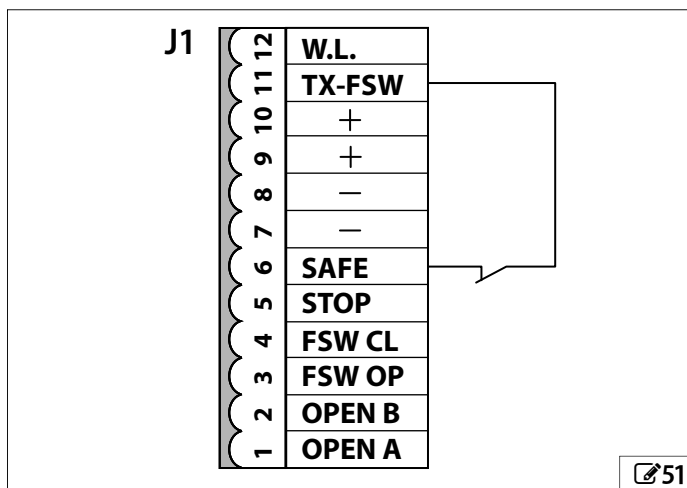 J1
12 W.L.
11 TX-FSW
10 +
9 +
8 −
7 −
6 SAFE
5 STOP
4 FSW CL
3 FSW OP
2 OPEN B
1 OPEN A
51